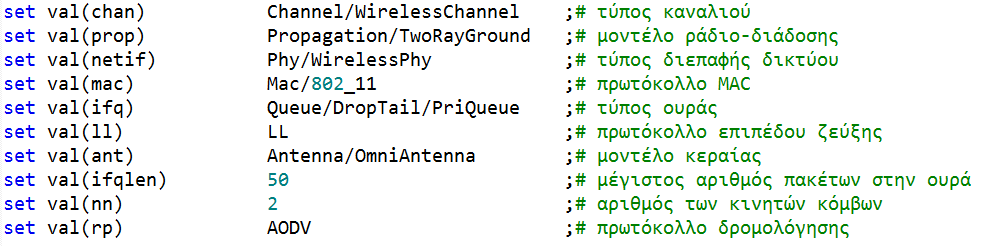 set val(chan) Channel/WirelessChannel ;# τύπος καναλιού
set val(prop) Propagation/TwoRayGround ;# μοντέλο ράδιο-διάδοσης
set val(netif) Phy/WirelessPhy ;# τύπος διεπαφής δικτύου
set val(mac) Mac/802_11 ;# πρωτόκολλο MAC
set val(ifq) Queue/DropTail/PriQueue ;# τύπος ουράς
set val(ll) LL ;# πρωτόκολλο επιπέδου ζεύξης
set val(ant) Antenna/OmniAntenna ;# μοντέλο κεραίας
set val(ifqlen) 50 ;# μέγιστος αριθμός πακέτων στην ουρά
set val(nn) 2 ;# αριθμός των κινητών κόμβων
set val(rp) AODV ;# πρωτόκολλο δρομολόγησης